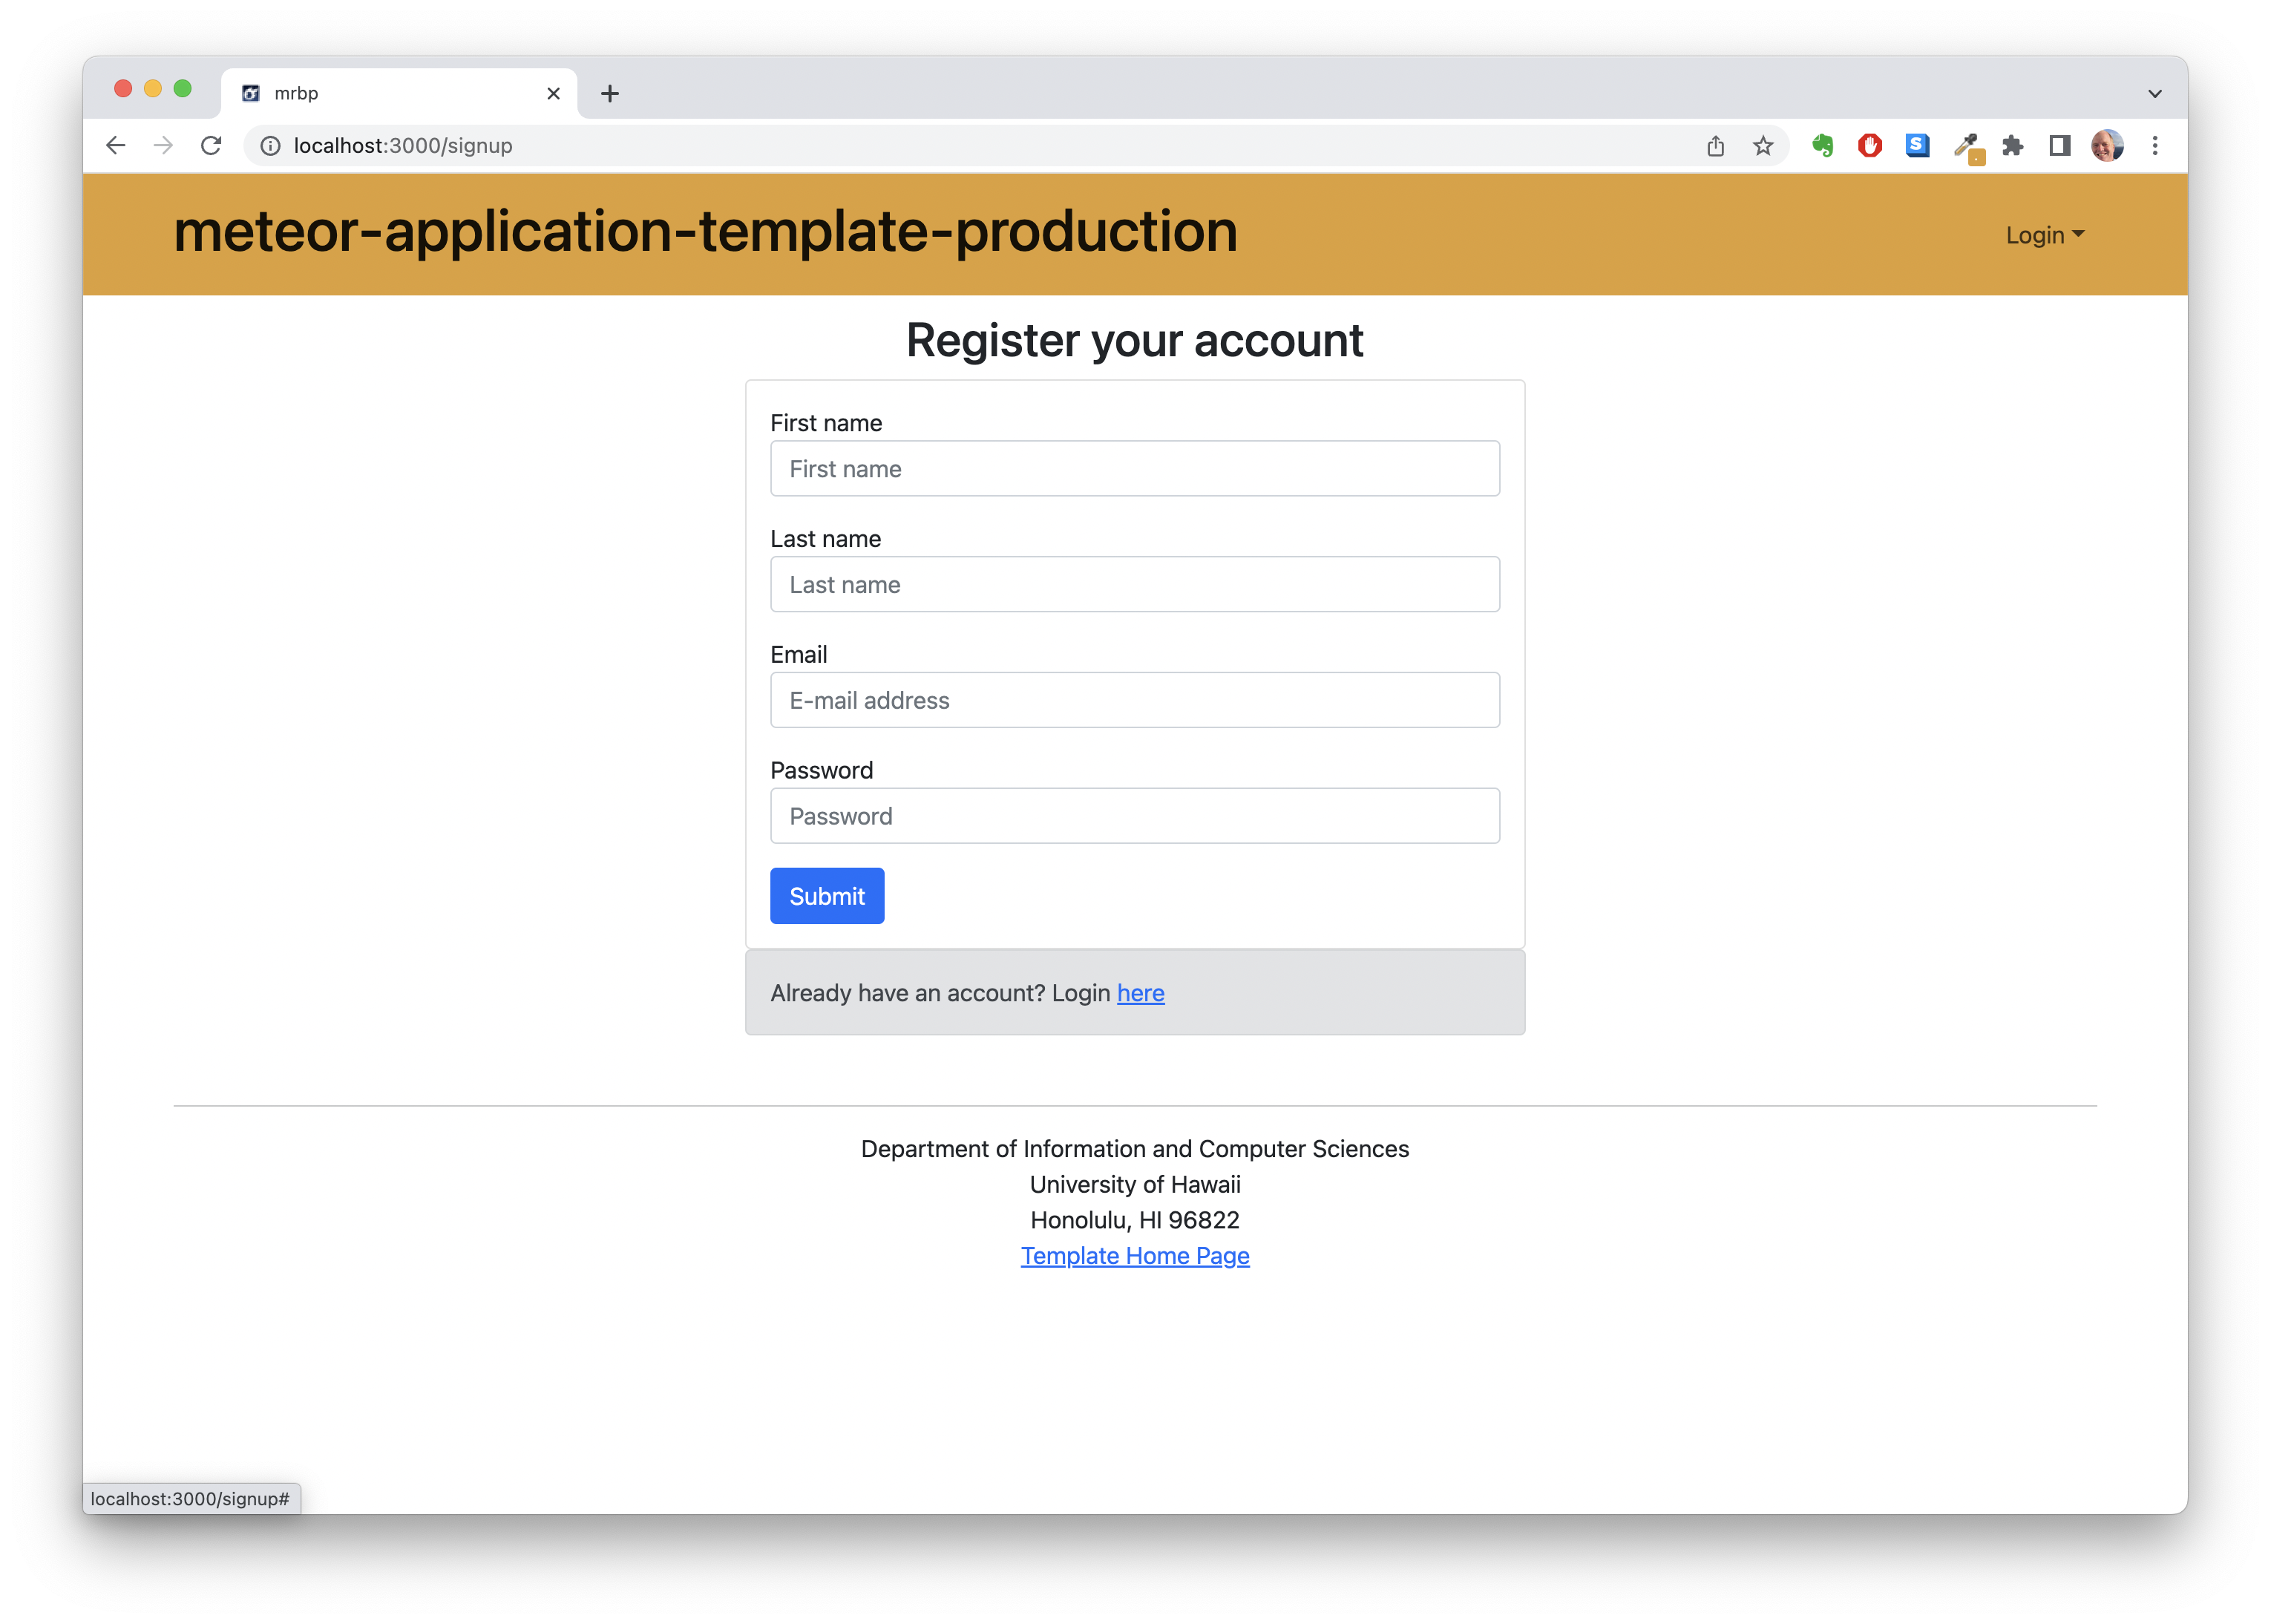 mrbp
localhost:3000/signup
meteor-application-template-production
Login
Register your account
First name
First name
Last name
Last name
Email
E-mail address
Password
Password
Submit
Already have an account? Login here
Department of Information and Computer Sciences
University of Hawaii
Honolulu, HI 96822
Template Home Page
localhost:3000/signup#